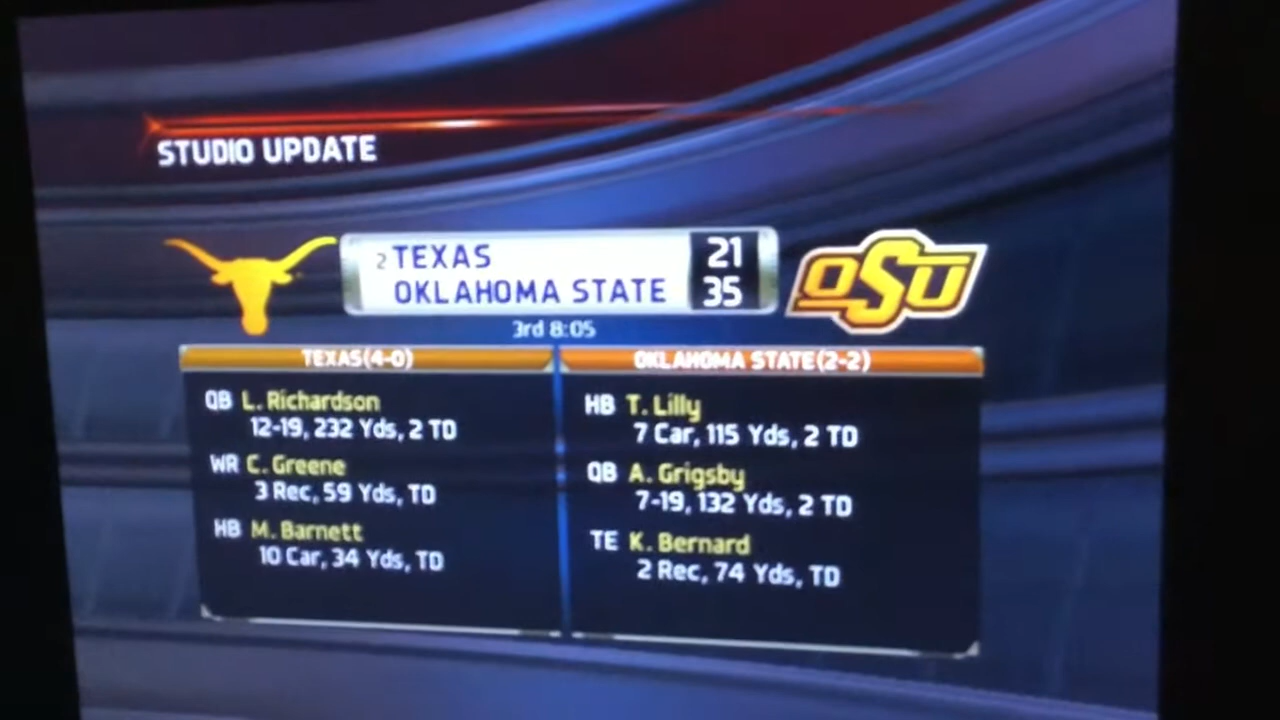 STUDIO UPDATE
2 TEXAS 21
OKLAHOMA STATE 35
OSU
3rd 8:05
TEXAS(4-0)
QB L. Richardson
12-19, 232 Yds, 2 TD
WR C. Greene
3 Rec, 59 Yds, TD
HB M. Barnett
10 Car, 34 Yds, TD
OKLAHOMA STATE(2-2)
HB T. Lilly
7 Car, 115 Yds, 2 TD
QB A. Grigsby
7-19, 132 Yds, 2 TD
TE K. Bernard
2 Rec, 74 Yds, TD